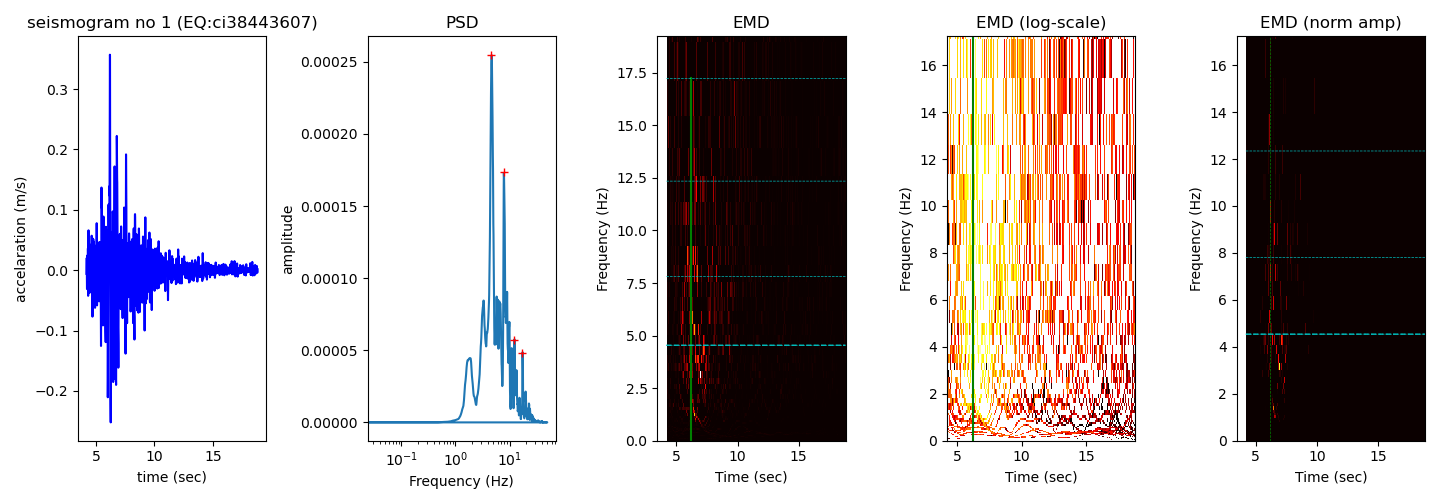 seismogram no 1 (EQ:ci38443607)
accelaration (m/s)
0.3
0.2
0.1
0.0
−0.1
−0.2
5 10 15
time (sec)
PSD
amplitude
0.00025
0.00020
0.00015
0.00010
0.00005
0.00000
10⁻¹ 10⁰ 10¹
Frequency (Hz)
EMD
Frequency (Hz)
17.5
15.0
12.5
10.0
7.5
5.0
2.5
0.0
5 10 15
Time (sec)
EMD (log-scale)
Frequency (Hz)
16
14
12
10
8
6
4
2
0
5 10 15
Time (sec)
EMD (norm amp)
Frequency (Hz)
16
14
12
10
8
6
4
2
0
5 10 15
Time (sec)